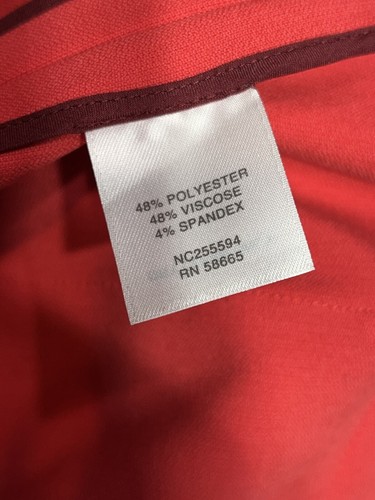 48% POLYESTER
48% VISCOSE
4% SPANDEX
NC255594
RN 58665